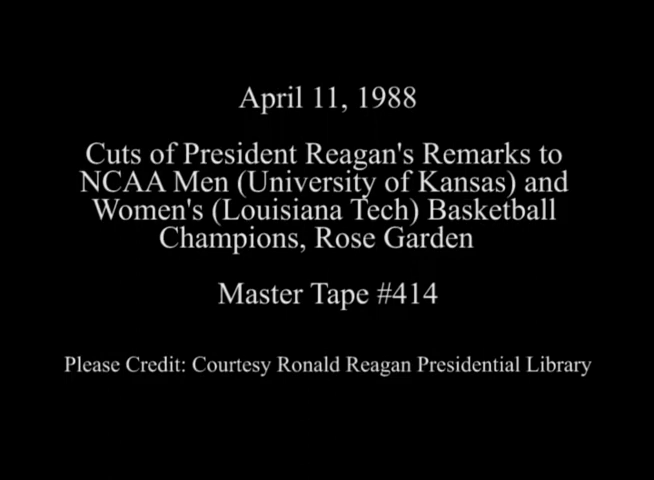 April 11, 1988
Cuts of President Reagan's Remarks to
NCAA Men (University of Kansas) and
Women's (Louisiana Tech) Basketball
Champions, Rose Garden
Master Tape #414
Please Credit: Courtesy Ronald Reagan Presidential Library